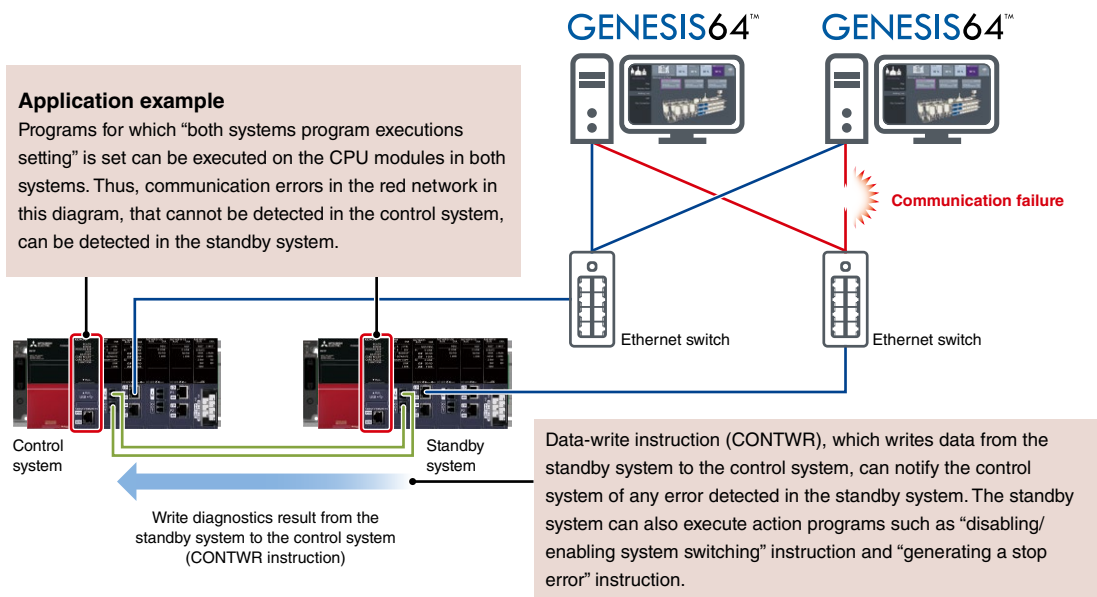 GENESIS64™
GENESIS64™
Application example
Programs for which “both systems program executions
setting” is set can be executed on the CPU modules in both
systems. Thus, communication errors in the red network in
this diagram, that cannot be detected in the control system,
can be detected in the standby system.
Communication failure
Ethernet switch
Ethernet switch
Control
system
Standby
system
Write diagnostics result from the
standby system to the control system
(CONTWR instruction)
Data-write instruction (CONTWR), which writes data from the
standby system to the control system, can notify the control
system of any error detected in the standby system. The standby
system can also execute action programs such as “disabling/
enabling system switching” instruction and “generating a stop
error” instruction.